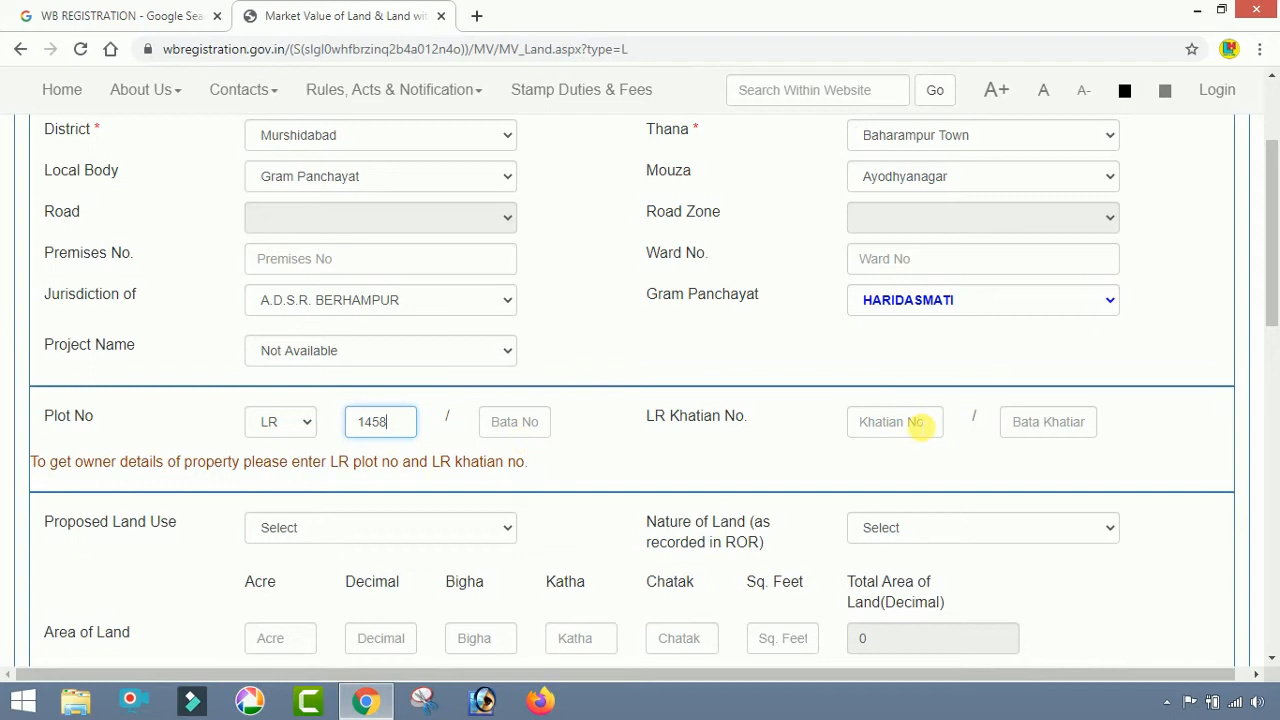 WB REGISTRATION - Google Sea
Market Value of Land & Land wit
wbregistration.gov.in/(S(slgl0whfbrzinq2b4a012n4o))/MV/MV_Land.aspx?type=L
Home About Us Contacts Rules, Acts & Notification Stamp Duties & Fees Search Within Website Go A+ A A- Login
District * Murshidabad Thana * Baharampur Town
Local Body Gram Panchayat Mouza Ayodhyanagar
Road Road Zone
Premises No. Premises No Ward No. Ward No
Jurisdiction of A.D.S.R. BERHAMPUR Gram Panchayat HARIDASMATI
Project Name Not Available
Plot No LR 1458 / Bata No LR Khatian No. Khatian No / Bata Khatiar
To get owner details of property please enter LR plot no and LR khatian no.
Proposed Land Use Select Nature of Land (as
recorded in ROR) Select
Acre Decimal Bigha Katha Chatak Sq. Feet Total Area of
Land(Decimal)
Area of Land Acre Decimal Bigha Katha Chatak Sq. Feet 0